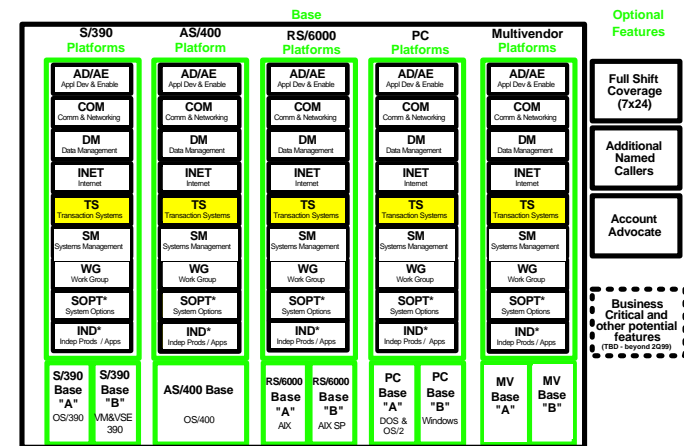 Base
Optional
Features
S/390
Platforms
AS/400
Platform
RS/6000
Platforms
PC
Platforms
Multivendor
Platforms
AD/AE
Appl Dev & Enable
COM
Comm & Networking
DM
Data Management
INET
Internet
TS
Transaction Systems
SM
Systems Management
WG
Work Group
SOPT*
System Options
IND*
Indep Prods / Apps
AD/AE
Appl Dev & Enable
COM
Comm & Networking
DM
Data Management
INET
Internet
TS
Transaction Systems
SM
Systems Management
WG
Work Group
SOPT*
System Options
IND*
Indep Prods / Apps
AD/AE
Appl Dev & Enable
COM
Comm & Networking
DM
Data Management
INET
Internet
TS
Transaction Systems
SM
Systems Management
WG
Work Group
SOPT*
System Options
IND*
Indep Prods / Apps
AD/AE
Appl Dev & Enable
COM
Comm & Networking
DM
Data Management
INET
Internet
TS
Transaction Systems
SM
Systems Management
WG
Work Group
SOPT*
System Options
IND*
Indep Prods / Apps
AD/AE
Appl Dev & Enable
COM
Comm & Networking
DM
Data Management
INET
Internet
TS
Transaction Systems
SM
Systems Management
WG
Work Group
SOPT*
System Options
IND*
Indep Prods / Apps
S/390
Base
"A"
OS/390
S/390
Base
"B"
VM&VSE
390
AS/400 Base
OS/400
RS/6000
Base
"A"
AIX
RS/6000
Base
"B"
AIX SP
PC
Base
"A"
DOS &
OS/2
PC
Base
"B"
Windows
MV
Base
"A"
MV
Base
"B"
Full Shift
Coverage
(7x24)
Additional
Named
Callers
Account
Advocate
Business
Critical and
other potential
features
(TBD - beyond 2Q99)